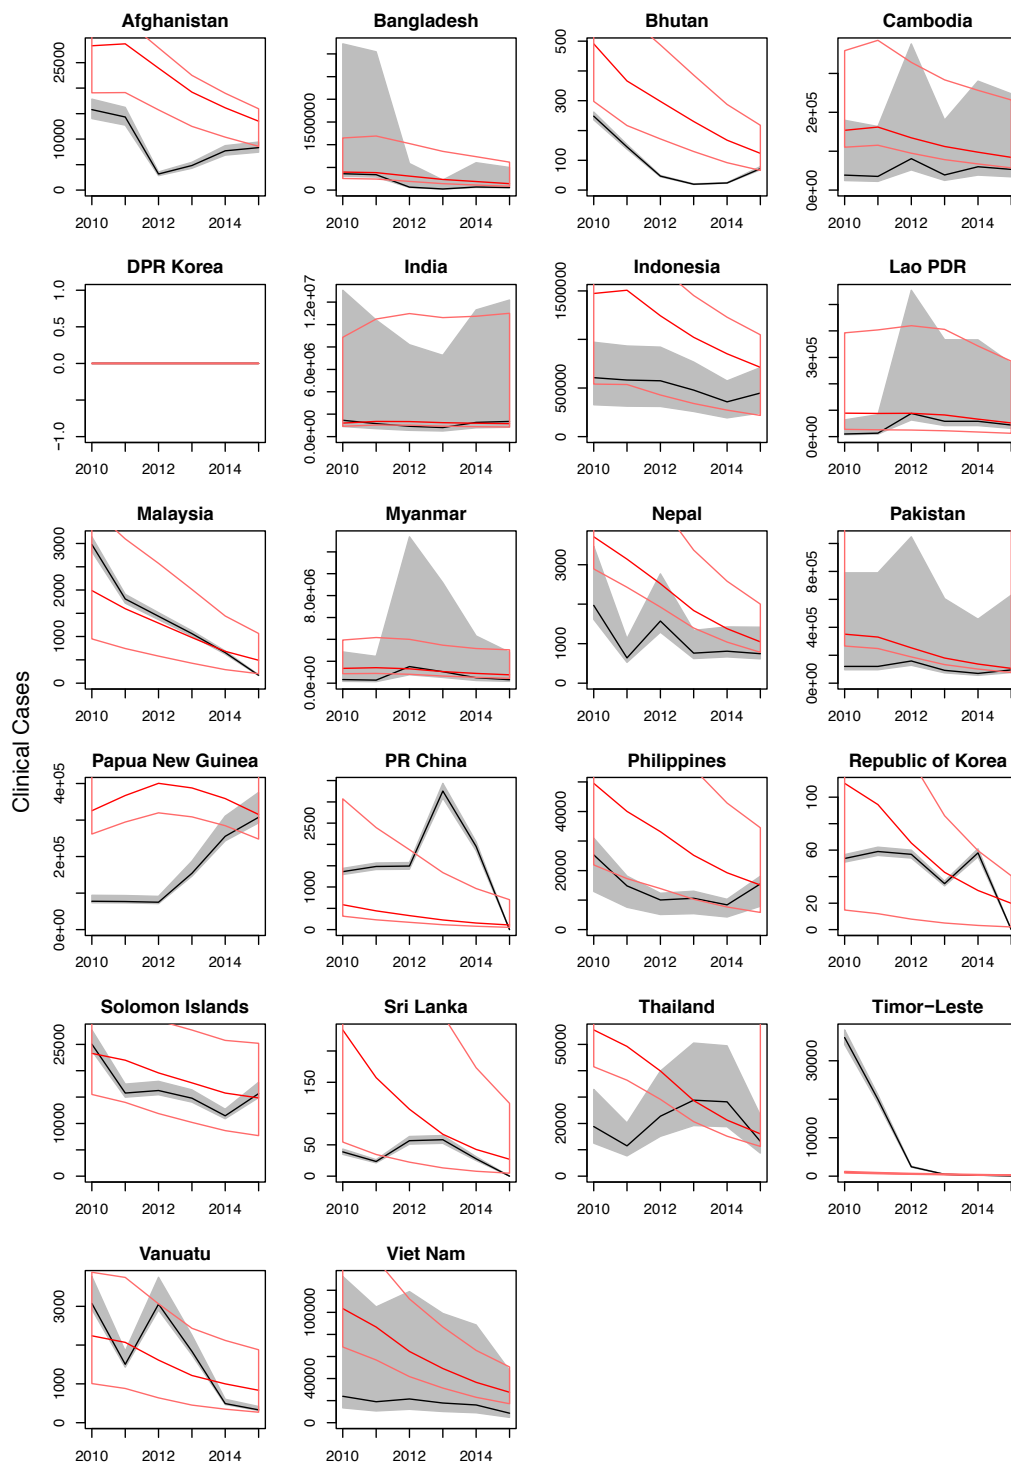 Clinical Cases
Afghanistan
0 10000 25000
2010 2012 2014
Bangladesh
0 1500000
2010 2012 2014
Bhutan
0 100 300 500
2010 2012 2014
Cambodia
0e+00 2e+05
2010 2012 2014
DPR Korea
−1.0 0.0 0.5 1.0
2010 2012 2014
India
0.0e+00 6.0e+06 1.2e+07
2010 2012 2014
Indonesia
0 500000 1500000
2010 2012 2014
Lao PDR
0e+00 3e+05
2010 2012 2014
Malaysia
0 1000 2000 3000
2010 2012 2014
Myanmar
0.0e+00 8.0e+06
2010 2012 2014
Nepal
0 1000 3000
2010 2012 2014
Pakistan
0e+00 4e+05 8e+05
2010 2012 2014
Papua New Guinea
0e+00 2e+05 4e+05
2010 2012 2014
PR China
0 1000 2500
2010 2012 2014
Philippines
0 20000 40000
2010 2012 2014
Republic of Korea
0 20 60 100
2010 2012 2014
Solomon Islands
0 10000 25000
2010 2012 2014
Sri Lanka
0 50 150
2010 2012 2014
Thailand
0 20000 50000
2010 2012 2014
Timor−Leste
0 10000 30000
2010 2012 2014
Vanuatu
0 1000 3000
2010 2012 2014
Viet Nam
0 40000 100000
2010 2012 2014